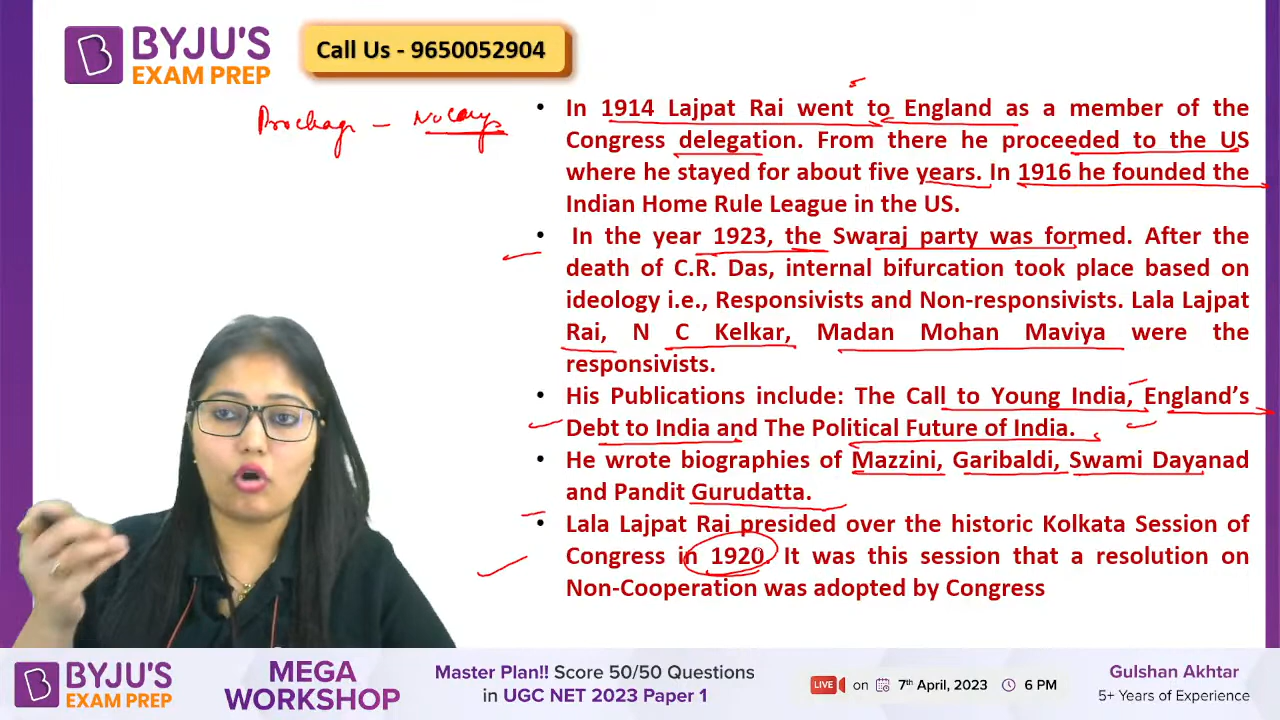 BYJU'S
EXAM PREP
Call Us - 9650052904
• In 1914 Lajpat Rai went to England as a member of the
Congress delegation. From there he proceeded to the US
where he stayed for about five years. In 1916 he founded the
Indian Home Rule League in the US.
• In the year 1923, the Swaraj party was formed. After the
death of C.R. Das, internal bifurcation took place based on
ideology i.e., Responsivists and Non-responsivists. Lala Lajpat
Rai, N C Kelkar, Madan Mohan Maviya were the
responsivists.
• His Publications include: The Call to Young India, England's
Debt to India and The Political Future of India.
• He wrote biographies of Mazzini, Garibaldi, Swami Dayanad
and Pandit Gurudatta.
• Lala Lajpat Rai presided over the historic Kolkata Session of
Congress in 1920. It was this session that a resolution on
Non-Cooperation was adopted by Congress
BYJU'S
EXAM PREP
MEGA
WORKSHOP
Master Plan!! Score 50/50 Questions
in UGC NET 2023 Paper 1
LIVE on 7th April, 2023 6 PM
Gulshan Akhtar
5+ Years of Experience